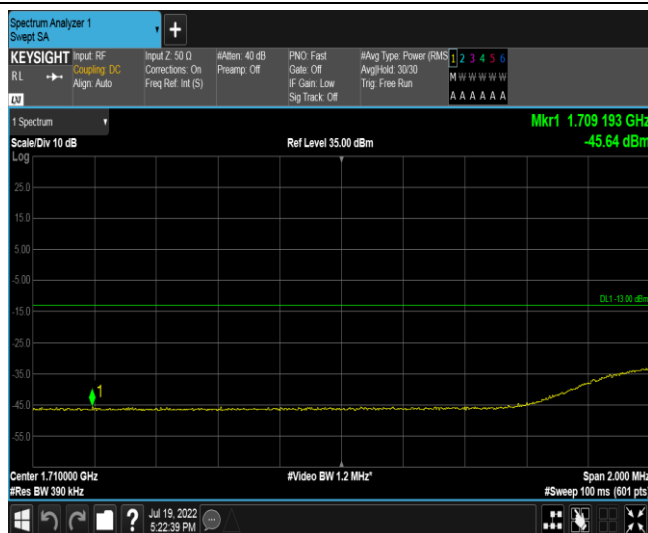 Spectrum Analyzer 1
Swept SA
KEYSIGHT
RL
Input: RF
Coupling: DC
Align: Auto
Input Z: 50 Ω
Corrections: On
Freq Ref: Int (S)
#Atten: 40 dB
Preamp: Off
PNO: Fast
Gate: Off
IF Gain: Low
Sig Track: Off
#Avg Type: Power (RMS
Avg|Hold: 30/30
Trig: Free Run
1 2 3 4 5 6
M W W W W W
A A A A A A
LXI
1 Spectrum
Mkr1 1.709 193 GHz
Scale/Div 10 dB
Ref Level 35.00 dBm
-45.64 dBm
Log
25.0
15.0
5.00
-5.00
DL1 -13.00 dBm
-15.0
-25.0
-35.0
1
-45.0
-55.0
Center 1.710000 GHz
#Video BW 1.2 MHz*
Span 2.000 MHz
#Res BW 390 kHz
#Sweep 100 ms (601 pts)
?
Jul 19, 2022
5:22:39 PM